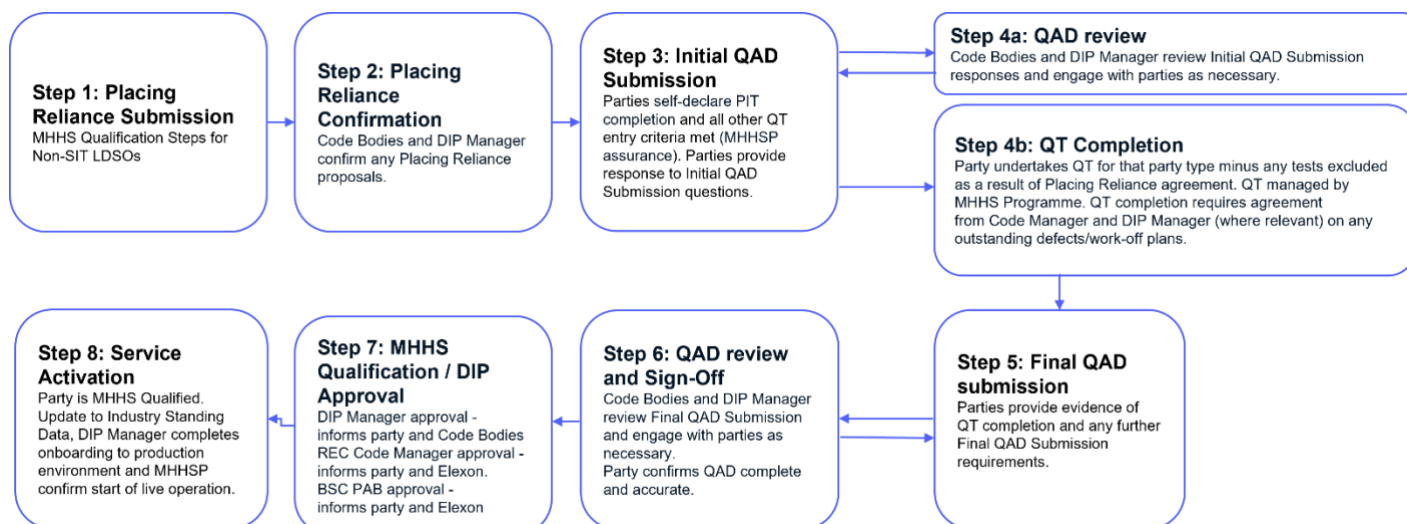 Step 1: Placing
Reliance Submission
MHHS Qualification Steps for
Non-SIT LDSOs
Step 2: Placing
Reliance
Confirmation
Code Bodies and DIP Manager
confirm any Placing Reliance
proposals.
Step 3: Initial QAD
Submission
Parties self-declare PIT
completion and all other QT
entry criteria met (MHHSP
assurance). Parties provide
response to Initial QAD
Submission questions.
Step 4a: QAD review
Code Bodies and DIP Manager review Initial QAD Submission
responses and engage with parties as necessary.
Step 4b: QT Completion
Party undertakes QT for that party type minus any tests excluded
as a result of Placing Reliance agreement. QT managed by
MHHS Programme. QT completion requires agreement
from Code Manager and DIP Manager (where relevant) on any
outstanding defects/work-off plans.
Step 5: Final QAD
submission
Parties provide evidence of
QT completion and any further
Final QAD Submission
requirements.
Step 6: QAD review
and Sign-Off
Code Bodies and DIP Manager
review Final QAD Submission
and engage with parties as
necessary.
Party confirms QAD complete
and accurate.
Step 7: MHHS
Qualification / DIP
Approval
DIP Manager approval -
informs party and Code Bodies
REC Code Manager approval -
informs party and Elexon.
BSC PAB approval -
informs party and Elexon
Step 8: Service
Activation
Party is MHHS Qualified.
Update to Industry Standing
Data, DIP Manager completes
onboarding to production
environment and MHHSP
confirm start of live operation.